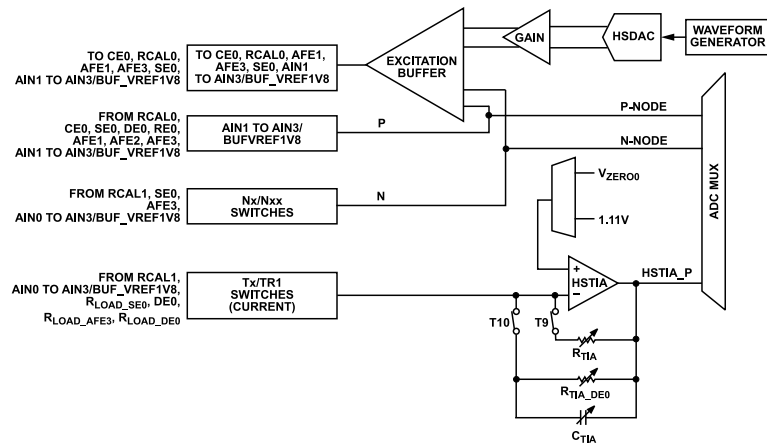 TO CE0, RCAL0,
AFE1, AFE3, SE0,
AIN1 TO AIN3/BUF_VREF1V8
TO CE0, RCAL0, AFE1,
AFE3, SE0, AIN1
TO AIN3/BUF_VREF1V8
EXCITATION
BUFFER
GAIN
HSDAC
WAVEFORM
GENERATOR
FROM RCAL0,
CE0, SE0, DE0, RE0,
AFE1, AFE2, AFE3,
AIN1 TO AIN3/BUF_VREF1V8
AIN1 TO AIN3/
BUFVREF1V8
P
P-NODE
N-NODE
ADC MUX
FROM RCAL1, SE0,
AFE3,
AIN0 TO AIN3/BUF_VREF1V8
Nx/Nxx
SWITCHES
N
VZERO0
1.11V
FROM RCAL1,
AIN0 TO AIN3/BUF_VREF1V8,
RLOAD_SE0, DE0,
RLOAD_AFE3, RLOAD_DE0
Tx/TR1
SWITCHES
(CURRENT)
+
−
HSTIA
HSTIA_P
T10
T9
RTIA
RTIA_DE0
CTIA